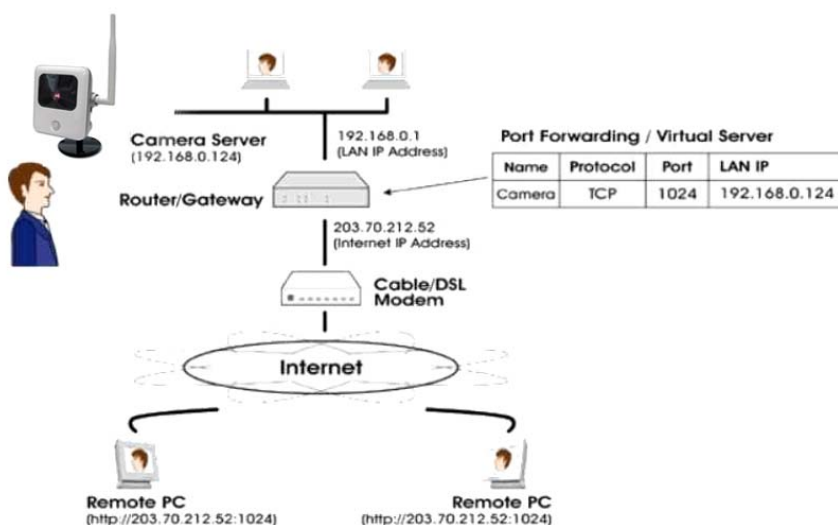 Camera Server
(192.168.0.124)
192.168.0.1
(LAN IP Address)
Port Forwarding / Virtual Server
Name Protocol Port LAN IP
Camera TCP 1024 192.168.0.124
Router/Gateway
203.70.212.52
(Internet IP Address)
Cable/DSL
Modem
Internet
Remote PC
(http://203.70.212.52:1024)
Remote PC
(http://203.70.212.52:1024)